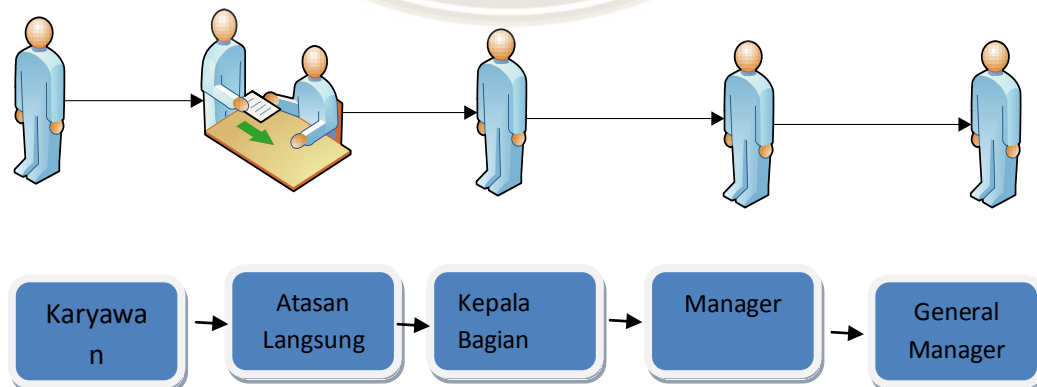 Karyawa
n
Atasan
Langsung
Kepala
Bagian
Manager
General
Manager